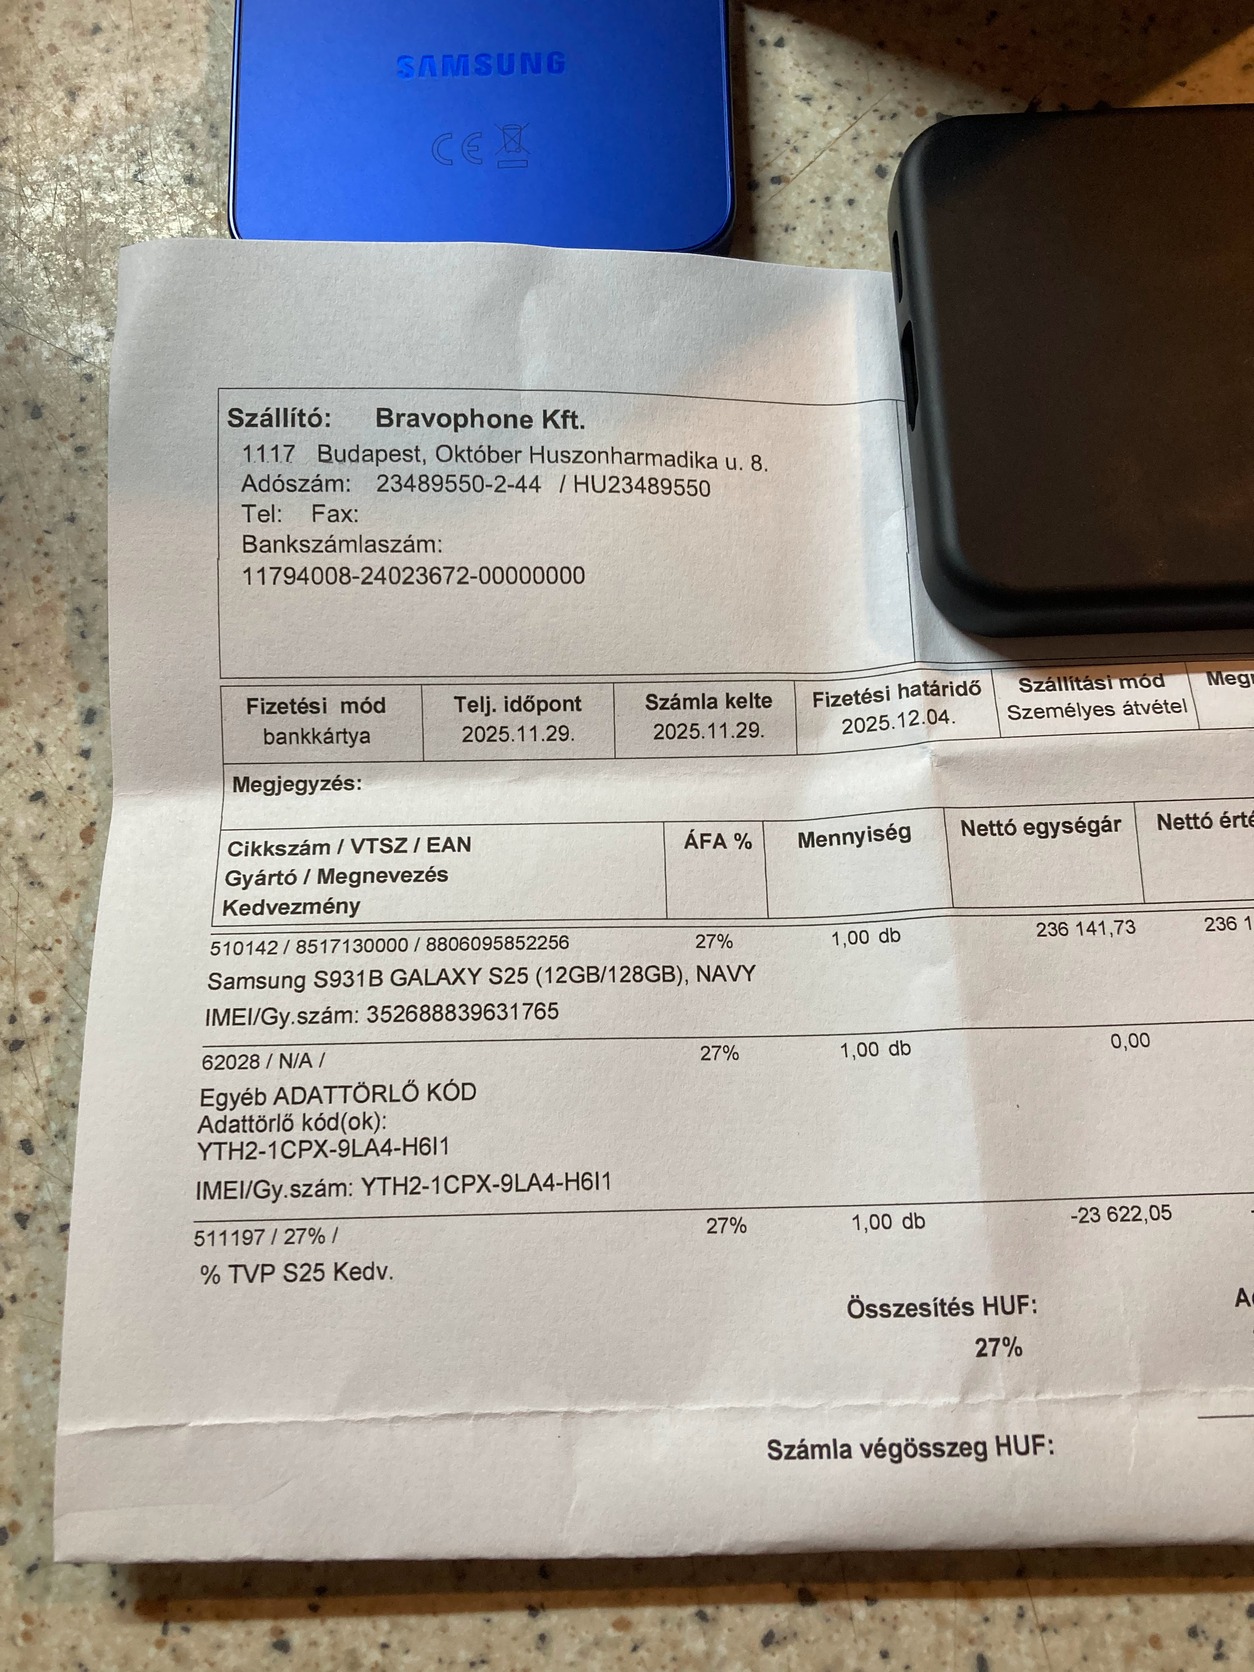 SAMSUNG
CE
Szállító: Bravophone Kft.
1117 Budapest, Október Huszonharmadika u. 8.
Adószám: 23489550-2-44 / HU23489550
Tel: Fax:
Bankszámlaszám:
11794008-24023672-00000000
Fizetési mód Telj. időpont Számla kelte Fizetési határidő Szállítási mód
bankkártya 2025.11.29. 2025.11.29. 2025.12.04. Személyes átvétel
Megjegyzés:
Cikkszám / VTSZ / EAN ÁFA % Mennyiség Nettó egységár Nettó érté
Gyártó / Megnevezés
Kedvezmény
510142 / 8517130000 / 8806095852256 27% 1,00 db 236 141,73 236 1
Samsung S931B GALAXY S25 (12GB/128GB), NAVY
IMEI/Gy.szám: 352688839631765
62028 / N/A / 27% 1,00 db 0,00
Egyéb ADATTÖRLŐ KÓD
Adattörlő kód(ok):
YTH2-1CPX-9LA4-H6I1
IMEI/Gy.szám: YTH2-1CPX-9LA4-H6I1
511197 / 27% / 27% 1,00 db -23 622,05 -
% TVP S25 Kedv.
Összesítés HUF:
27%
Számla végösszeg HUF: